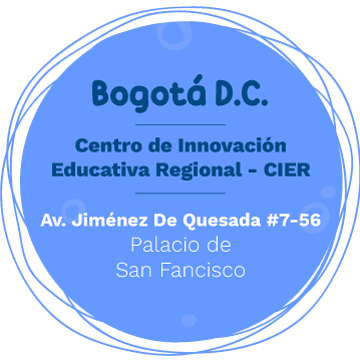 Bogotá D.C.
Centro de Innovación
Educativa Regional - CIER
Av. Jiménez De Quesada #7-56
Palacio de
San Fancisco